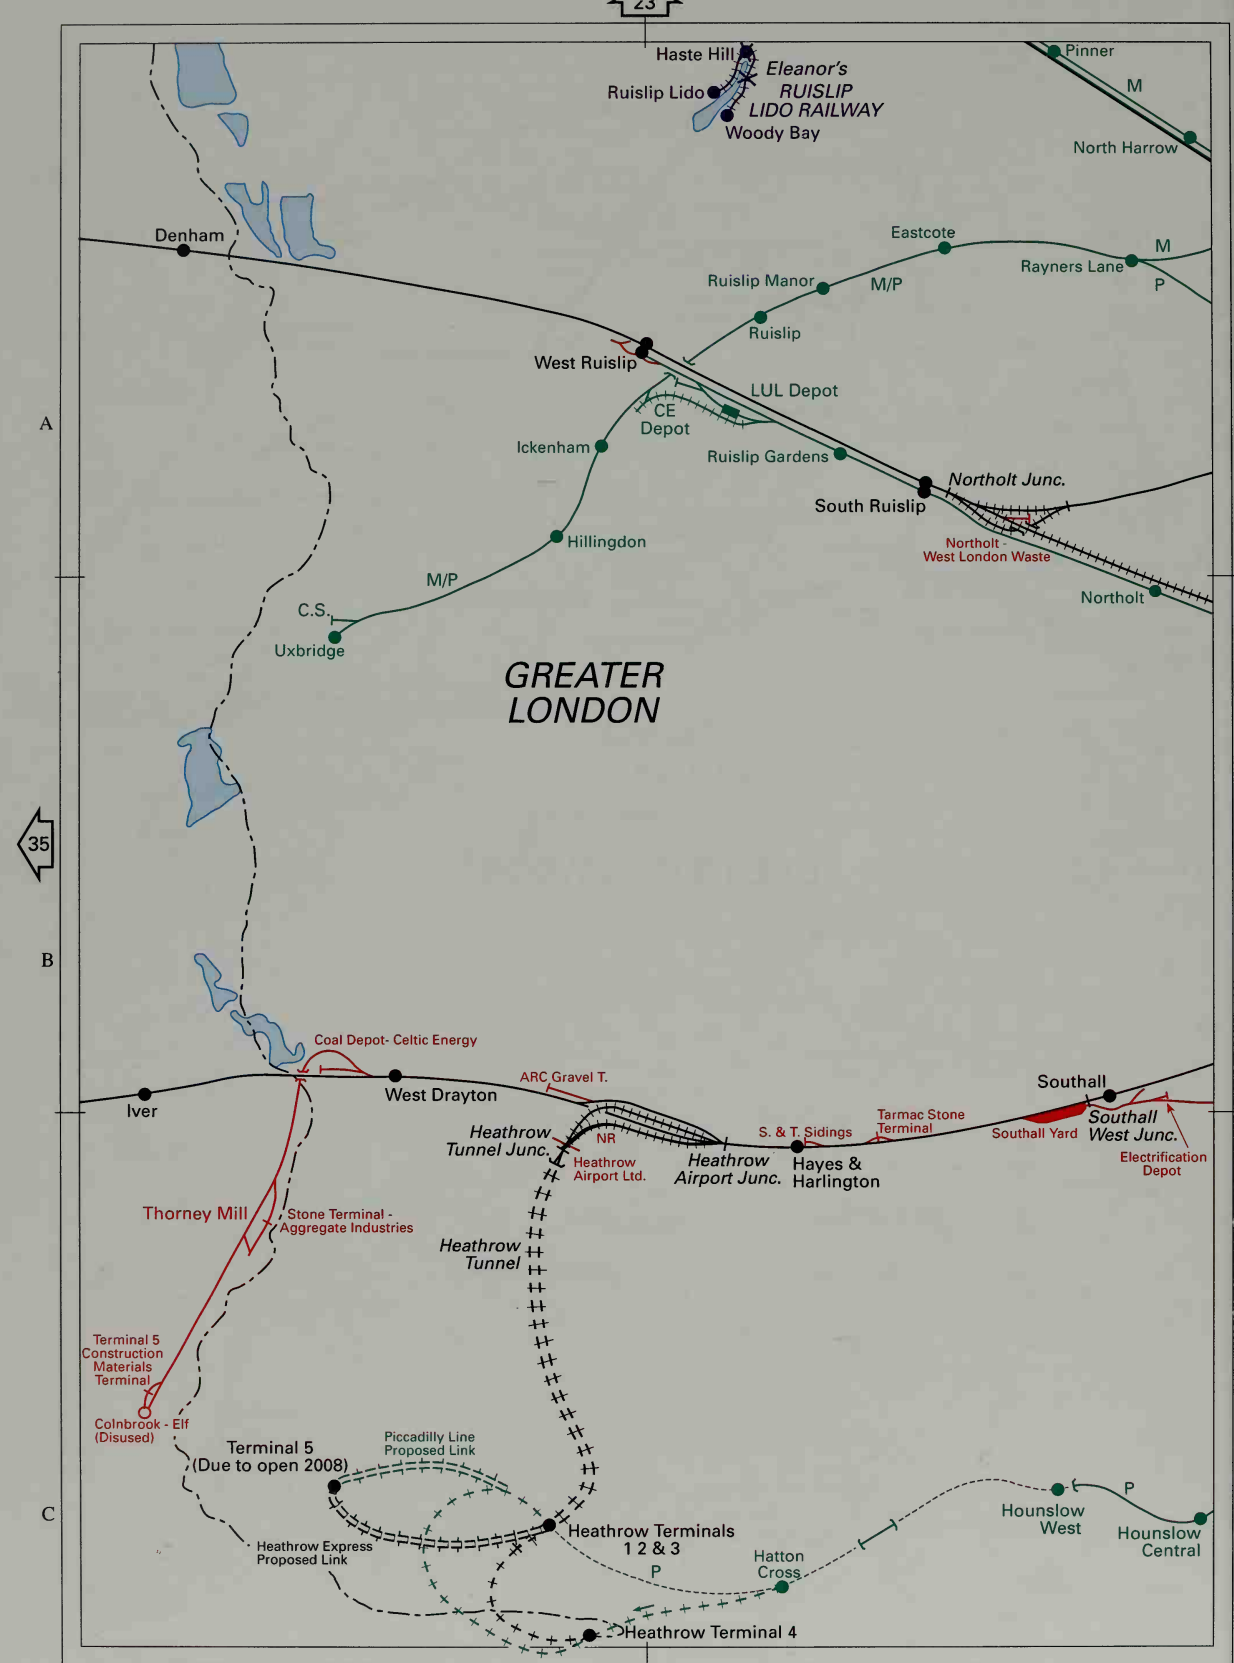 23
Haste Hill
Eleanor's
RUISLIP
LIDO RAILWAY
Ruislip Lido
Woody Bay
Pinner
M
North Harrow
Denham
Eastcote
M
Rayners Lane
P
Ruislip Manor
M/P
Ruislip
West Ruislip
LUL Depot
CE
Depot
A
Ickenham
Ruislip Gardens
Northolt Junc.
South Ruislip
Northolt -
West London Waste
Hillingdon
M/P
Northolt
C.S.
Uxbridge
GREATER
LONDON
35
B
Coal Depot- Celtic Energy
West Drayton
Iver
ARC Gravel T.
Southall
Heathrow
Tunnel Junc.
NR
Heathrow
Airport Ltd.
Heathrow
Airport Junc.
S. & T. Sidings
Hayes &
Harlington
Tarmac Stone
Terminal
Southall Yard
Southall
West Junc.
Electrification
Depot
Thorney Mill
Stone Terminal -
Aggregate Industries
Heathrow
Tunnel
Terminal 5
Construction
Materials
Terminal
Colnbrook - Elf
(Disused)
Terminal 5
(Due to open 2008)
Piccadilly Line
Proposed Link
C
Heathrow Express
Proposed Link
Heathrow Terminals
1 2 & 3
P
Hatton
Cross
Hounslow
West
P
Hounslow
Central
Heathrow Terminal 4